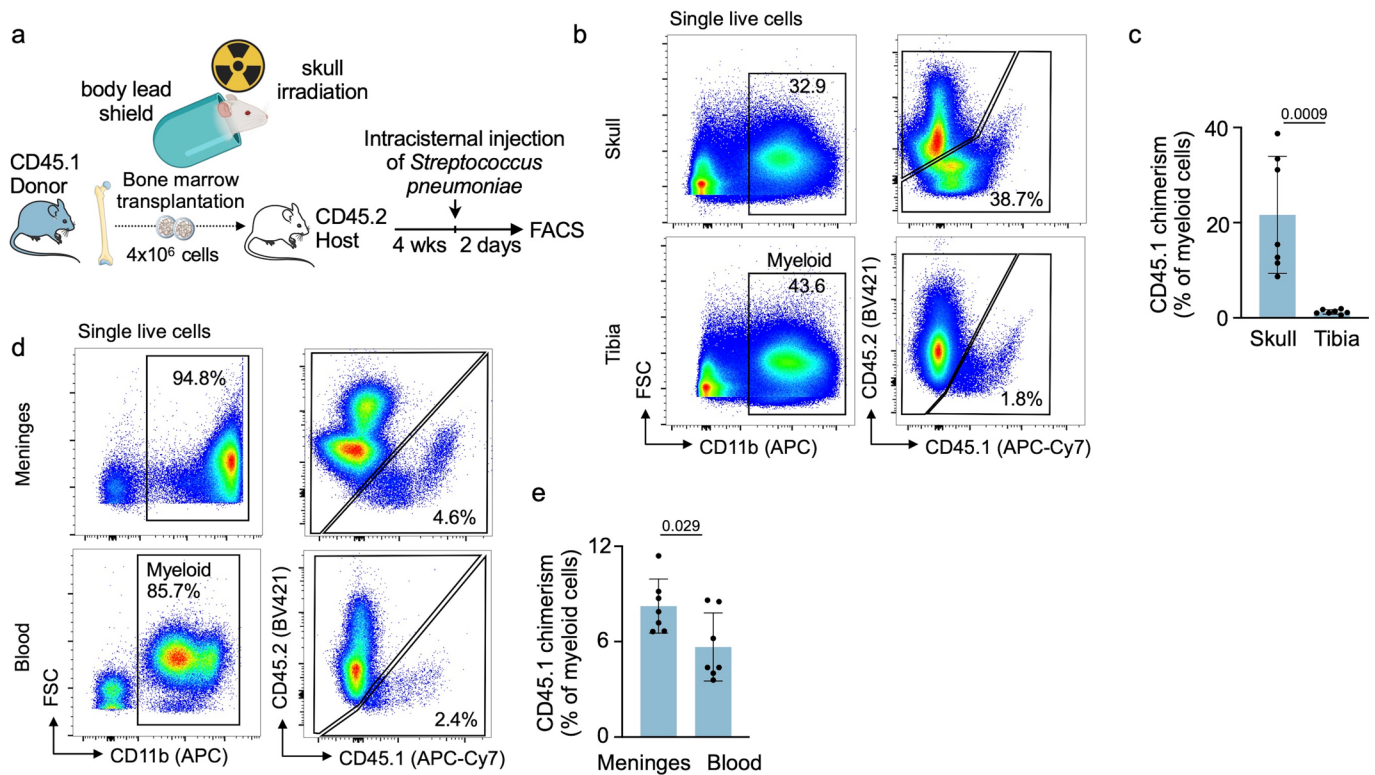 a
body lead
shield
skull
irradiation
CD45.1
Donor
Bone marrow
transplantation
4x10⁶ cells
CD45.2
Host
Intracisternal injection
of Streptococcus
pneumoniae
4 wks
2 days
FACS
b
Single live cells
Skull
32.9
38.7%
Tibia
Myeloid
43.6
1.8%
FSC
CD11b (APC)
CD45.2 (BV421)
CD45.1 (APC-Cy7)
c
CD45.1 chimerism
(% of myeloid cells)
0.0009
40
20
0
Skull
Tibia
d
Single live cells
Meninges
94.8%
4.6%
Blood
Myeloid
85.7%
2.4%
FSC
CD11b (APC)
CD45.2 (BV421)
CD45.1 (APC-Cy7)
e
CD45.1 chimerism
(% of myeloid cells)
0.029
12
6
0
Meninges
Blood